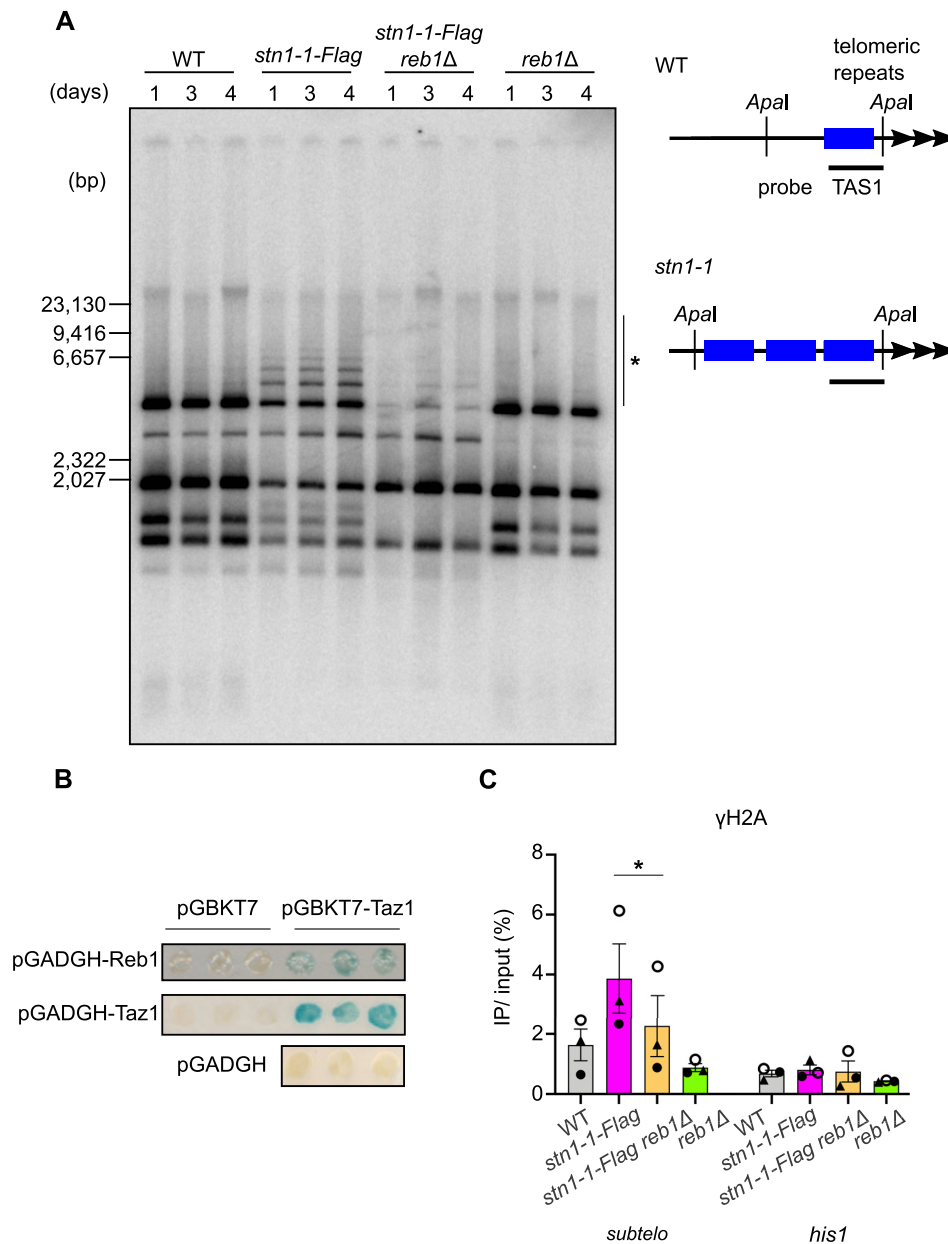 A
WT
stn1-1-Flag
stn1-1-Flag
reb1Δ
reb1Δ
(days)
1 3 4 1 3 4 1 3 4 1 3 4
(bp)
23,130
9,416
6,657
2,322
2,027
*
WT
telomeric
repeats
ApaI
ApaI
probe
TAS1
stn1-1
ApaI
ApaI
B
pGBKT7
pGBKT7-Taz1
pGADGH-Reb1
pGADGH-Taz1
pGADGH
C
γH2A
*
IP/ input (%)
8
6
4
2
0
WT
stn1-1-Flag
stn1-1-Flag reb1Δ
reb1Δ
WT
stn1-1-Flag
stn1-1-Flag reb1Δ
reb1Δ
subtelo
his1